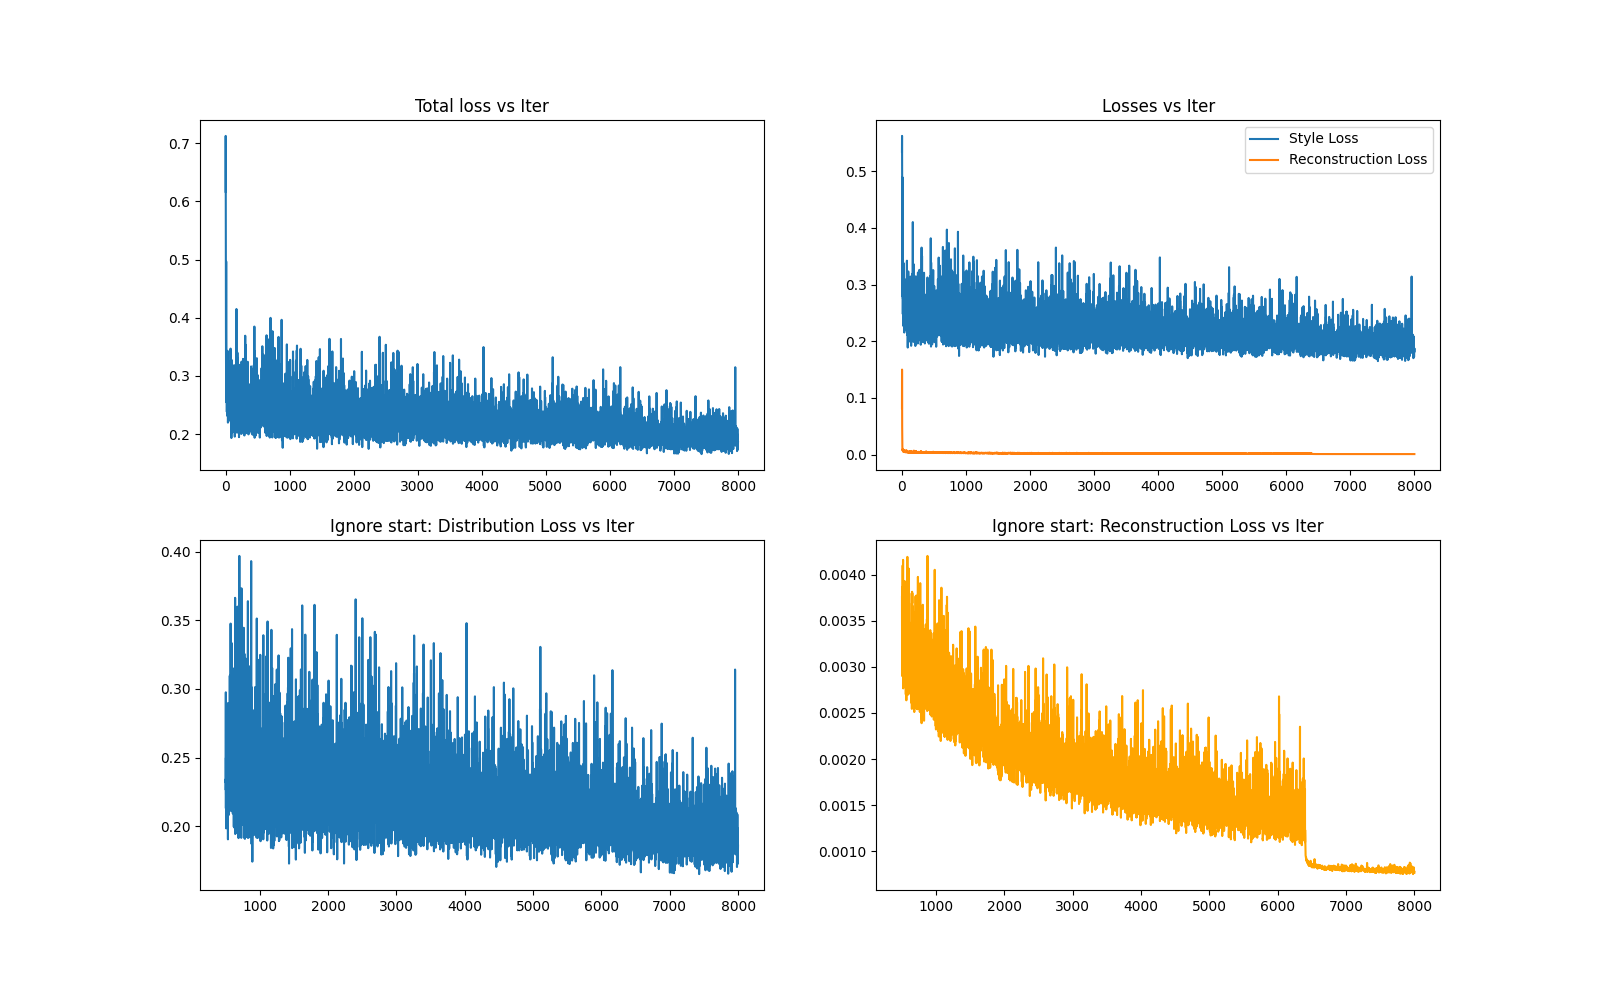 Total loss vs Iter
0.7
0.6
0.5
0.4
0.3
0.2
0 1000 2000 3000 4000 5000 6000 7000 8000
Losses vs Iter
Style Loss
Reconstruction Loss
0.5
0.4
0.3
0.2
0.1
0.0
0 1000 2000 3000 4000 5000 6000 7000 8000
Ignore start: Distribution Loss vs Iter
0.40
0.35
0.30
0.25
0.20
1000 2000 3000 4000 5000 6000 7000 8000
Ignore start: Reconstruction Loss vs Iter
0.0040
0.0035
0.0030
0.0025
0.0020
0.0015
0.0010
1000 2000 3000 4000 5000 6000 7000 8000